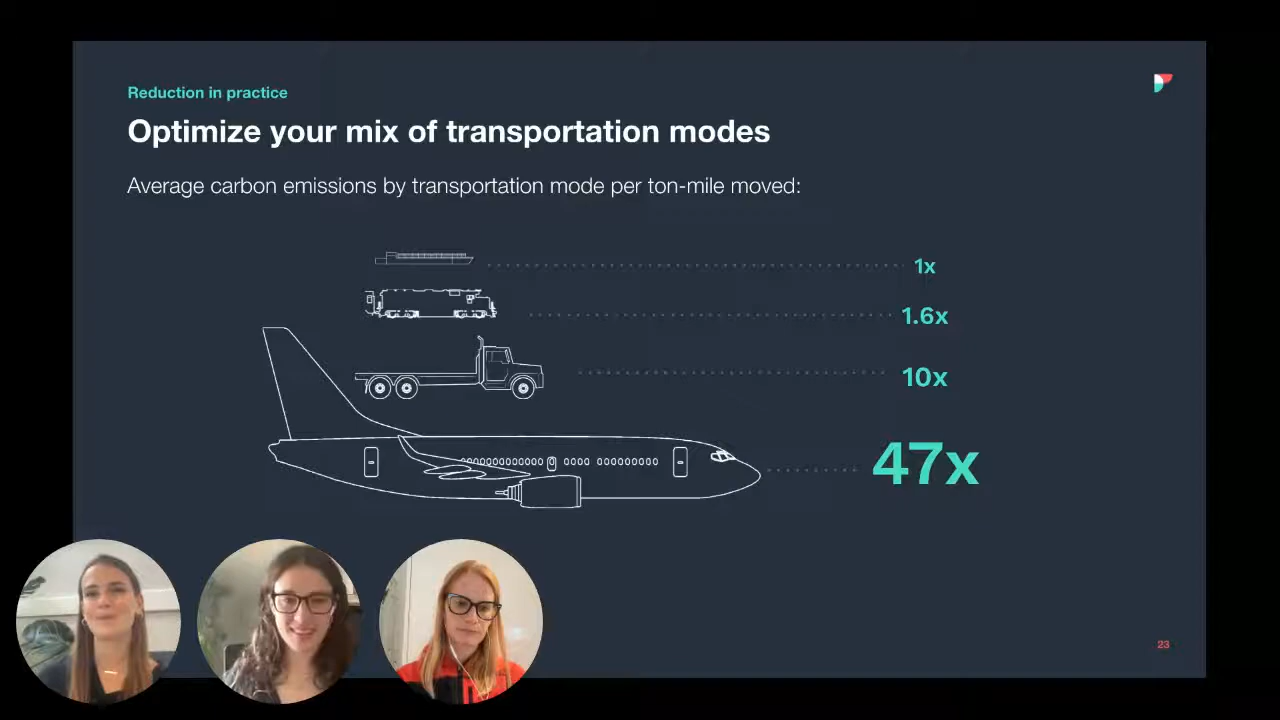 Reduction in practice
Optimize your mix of transportation modes
Average carbon emissions by transportation mode per ton-mile moved:
1x
1.6x
10x
47x
23